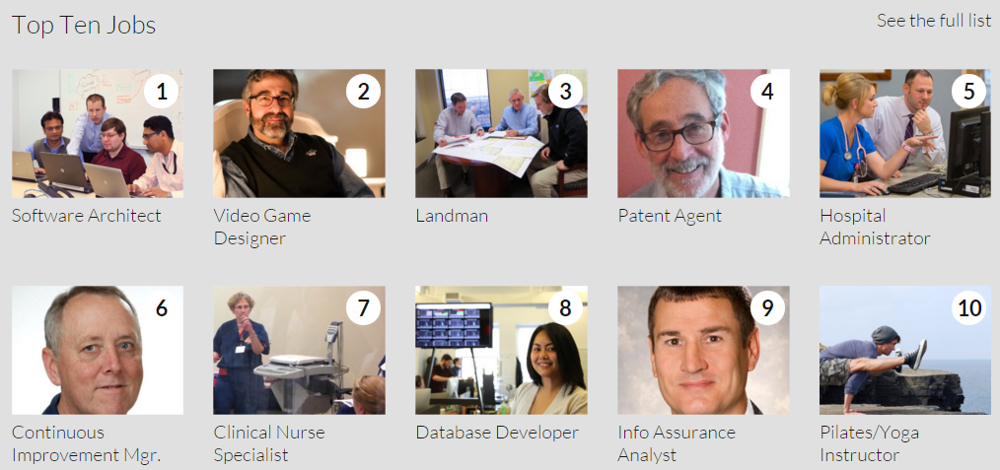 Top Ten Jobs
See the full list
1
2
3
4
5
Software Architect
Video Game
Designer
Landman
Patent Agent
Hospital
Administrator
6
7
8
9
10
Continuous
Improvement Mgr.
Clinical Nurse
Specialist
Database Developer
Info Assurance
Analyst
Pilates/Yoga
Instructor